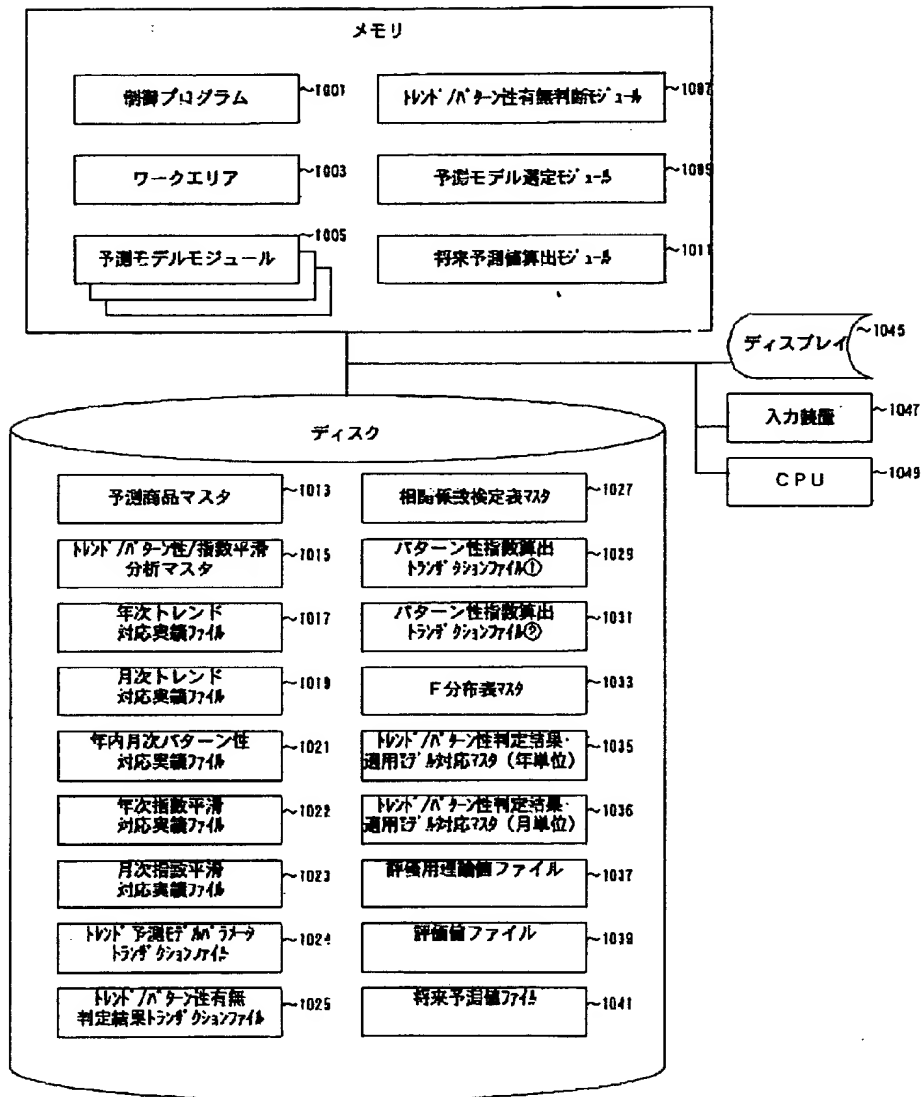 メモリ
制御プログラム
~1001
トレンド/パターン性有無判断モジュール
~1007
ワークエリア
~1003
予測モデル選定モジュール
~1009
予測モデルモジュール
~1005
将来予測値算出モジュール
~1011
ディスプレイ
~1045
入力装置
~1047
CPU
~1049
ディスク
予測商品マスタ
~1013
相関係数検定表マスタ
~1027
トレンド/パターン性/指数平滑
分析マスタ
~1015
パターン性指数算出
トランザクションファイル①
~1029
年次トレンド
対応実績ファイル
~1017
パターン性指数算出
トランザクションファイル②
~1031
月次トレンド
対応実績ファイル
~1019
F分布表マスタ
~1033
年内月次パターン性
対応実績ファイル
~1021
トレンド/パターン性判定結果・
適用モデル対応マスタ(年単位)
~1035
年次指数平滑
対応実績ファイル
~1022
トレンド/パターン性判定結果・
適用モデル対応マスタ(月単位)
~1036
月次指数平滑
対応実績ファイル
~1023
評価用理論値ファイル
~1037
トレンド予測モデルパラメータ
トランザクションファイル
~1024
評価値ファイル
~1039
トレンド/パターン性有無
判定結果トランザクションファイル
~1025
将来予測値ファイル
~1041